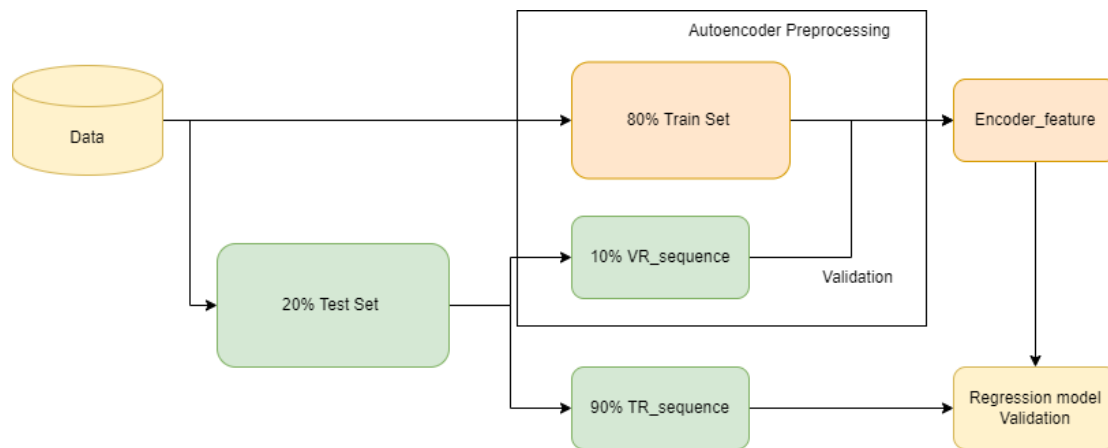 Autoencoder Preprocessing
Data
80% Train Set
Encoder_feature
10% VR_sequence
Validation
20% Test Set
90% TR_sequence
Regression model
Validation